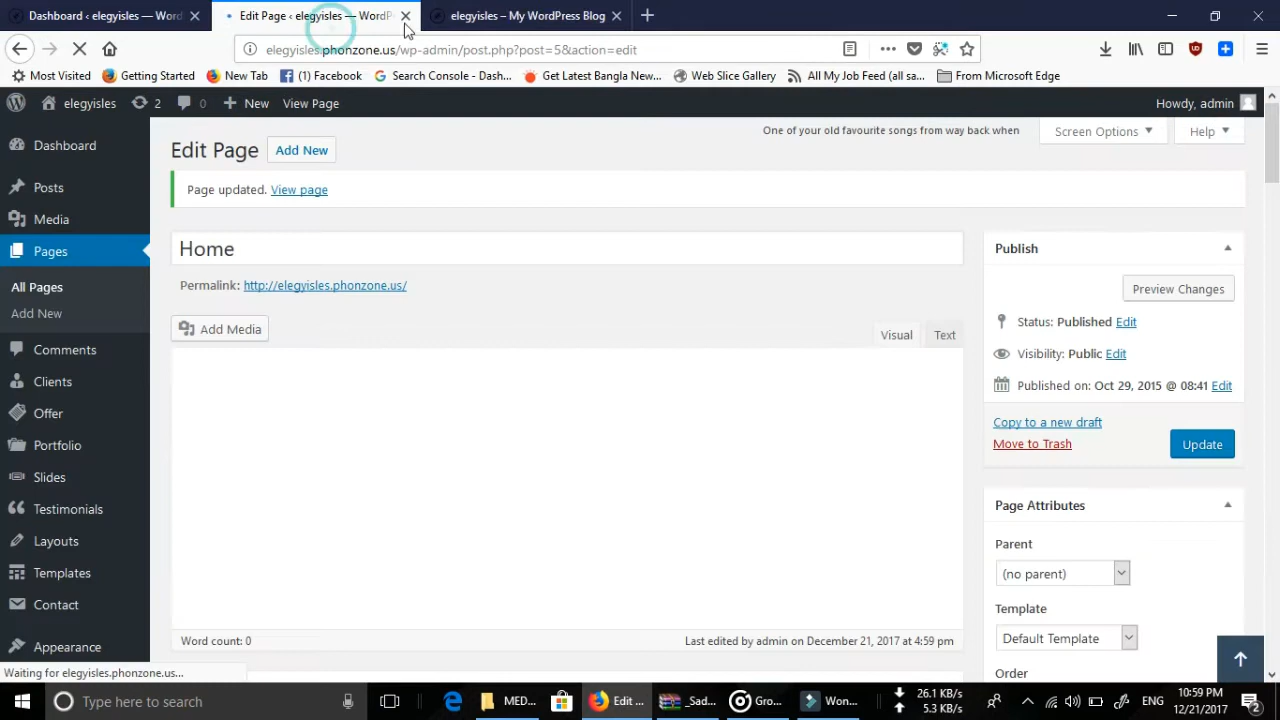 Dashboard ‹ elegyisles — Word
Edit Page ‹ elegyisles — WordP
elegyisles – My WordPress Blog
elegyisles.phonzone.us/wp-admin/post.php?post=5&action=edit
Most Visited
Getting Started
New Tab
(1) Facebook
Search Console - Dash...
Get Latest Bangla New...
Web Slice Gallery
All My Job Feed (all sa...
From Microsoft Edge
elegyisles
2
0
New
View Page
Howdy, admin
One of your old favourite songs from way back when
Screen Options
Help
Dashboard
Posts
Media
Pages
All Pages
Add New
Comments
Clients
Offer
Portfolio
Slides
Testimonials
Layouts
Templates
Contact
Appearance
Edit Page
Add New
Page updated. View page
Home
Permalink: http://elegyisles.phonzone.us/
Add Media
Visual
Text
Word count: 0
Last edited by admin on December 21, 2017 at 4:59 pm
Publish
Preview Changes
Status: Published Edit
Visibility: Public Edit
Published on: Oct 29, 2015 @ 08:41 Edit
Copy to a new draft
Move to Trash
Update
Page Attributes
Parent
(no parent)
Template
Default Template
Order
Waiting for elegyisles.phonzone.us...
Type here to search
MED...
Edit ...
_Sad...
Gro...
Won...
26.1 KB/s
5.3 KB/s
ENG
10:59 PM
12/21/2017
2